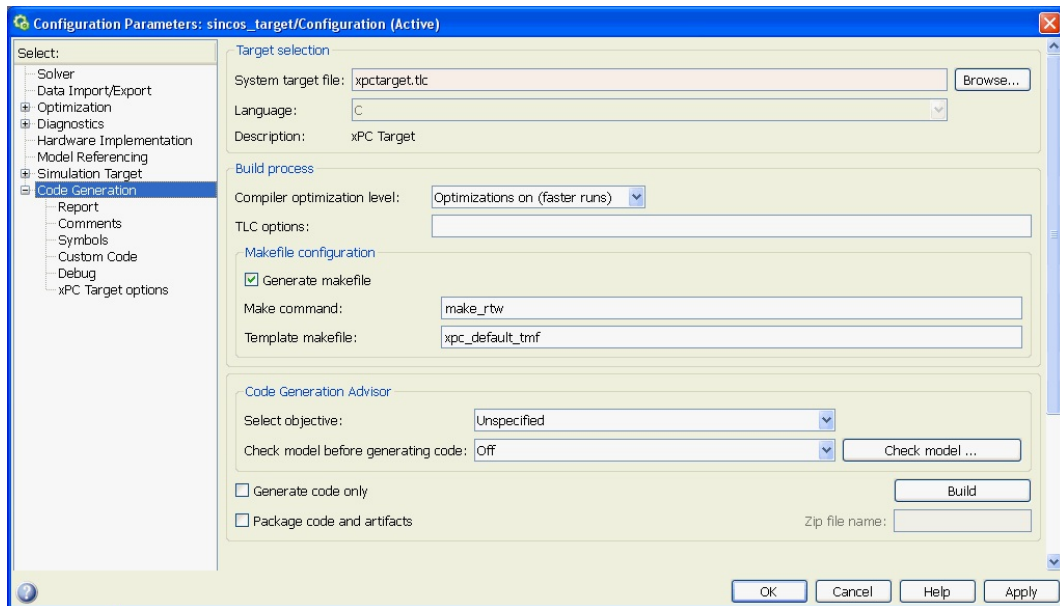 Configuration Parameters: sincos_target/Configuration (Active)
Select:
Solver
Data Import/Export
Optimization
Diagnostics
Hardware Implementation
Model Referencing
Simulation Target
Code Generation
Report
Comments
Symbols
Custom Code
Debug
xPC Target options
Target selection
System target file: xpctarget.tlc Browse...
Language: C
Description: xPC Target
Build process
Compiler optimization level: Optimizations on (faster runs)
TLC options:
Makefile configuration
Generate makefile
Make command: make_rtw
Template makefile: xpc_default_tmf
Code Generation Advisor
Select objective: Unspecified
Check model before generating code: Off Check model ...
Generate code only Build
Package code and artifacts Zip file name:
OK Cancel Help Apply